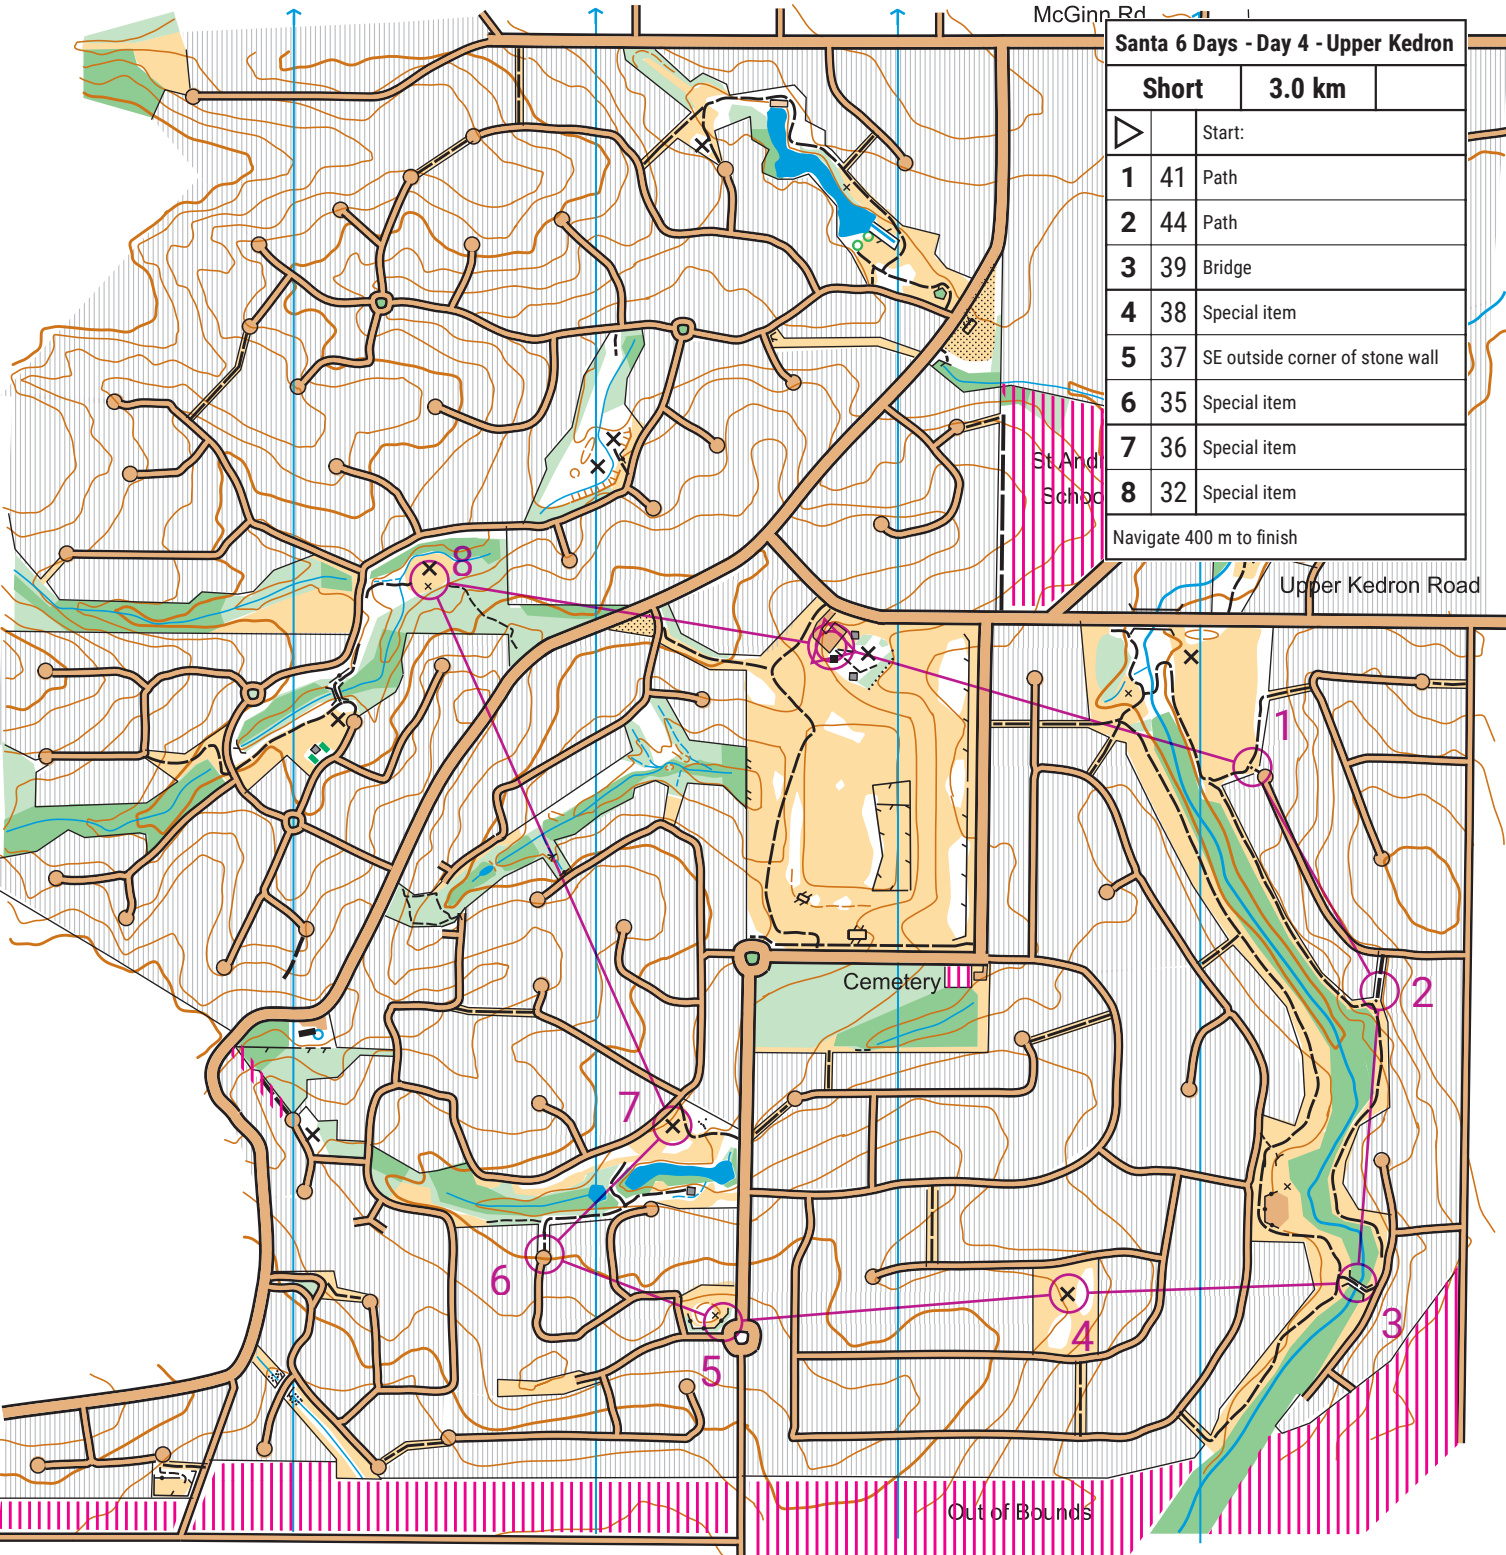 McGinn Rd
Santa 6 Days - Day 4 - Upper Kedron
Short 3.0 km
Start:
1 41 Path
2 44 Path
3 39 Bridge
4 38 Special item
5 37 SE outside corner of stone wall
6 35 Special item
7 36 Special item
8 32 Special item
Navigate 400 m to finish
St And
Schoo
Upper Kedron Road
8
1
2
Cemetery
7
6
5
4
3
Out of Bounds